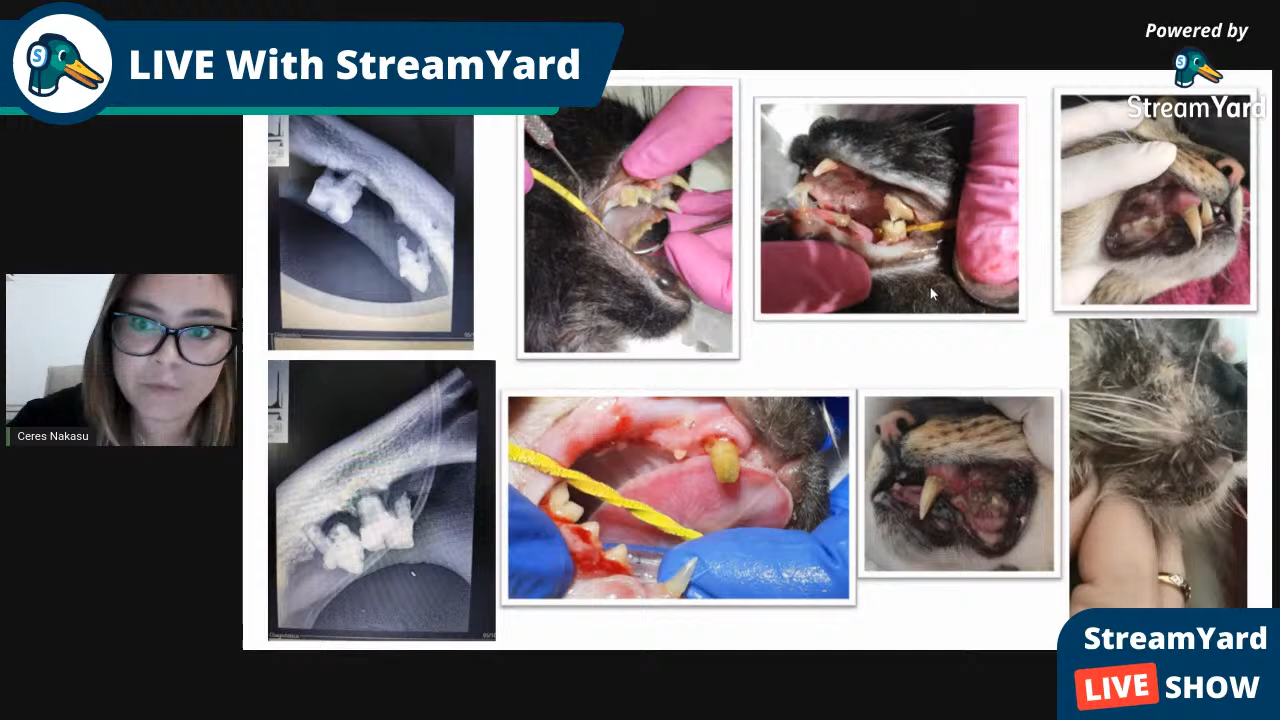 LIVE With StreamYard
Powered by
StreamYard
S
S
Ceres Nakasu
StreamYard
LIVE SHOW